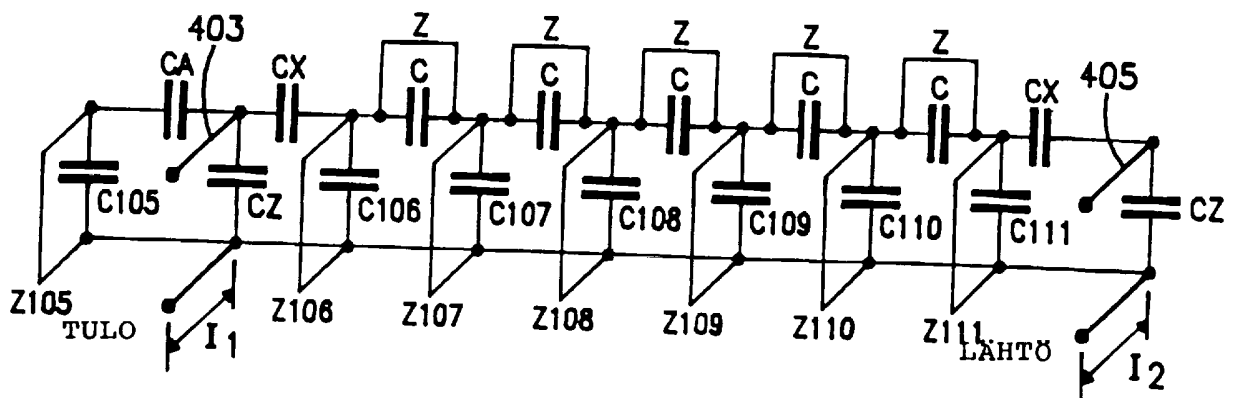 403
405
CA
CX
Z
Z
Z
Z
Z
C
C
C
C
C
CX
C105
CZ
C106
C107
C108
C109
C110
C111
CZ
Z105
TULO
I1
Z106
Z107
Z108
Z109
Z110
Z111
LÄHTÖ
I2